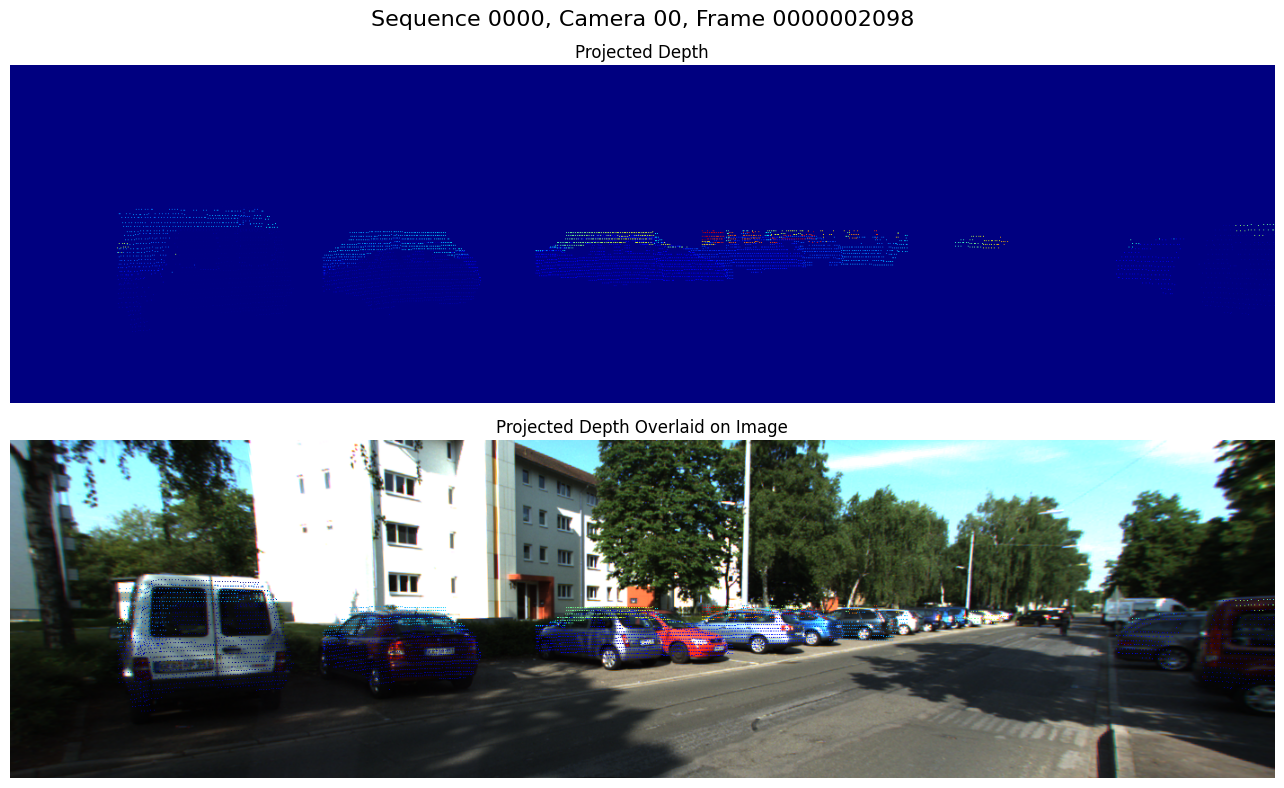 Sequence 0000, Camera 00, Frame 0000002098
Projected Depth
Projected Depth Overlaid on Image